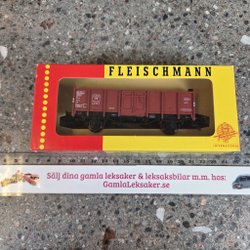 FLEISCHMANN
Sälj dina gamla leksaker & leksaksbilar m.m. hos:
GamlaLeksaker.se